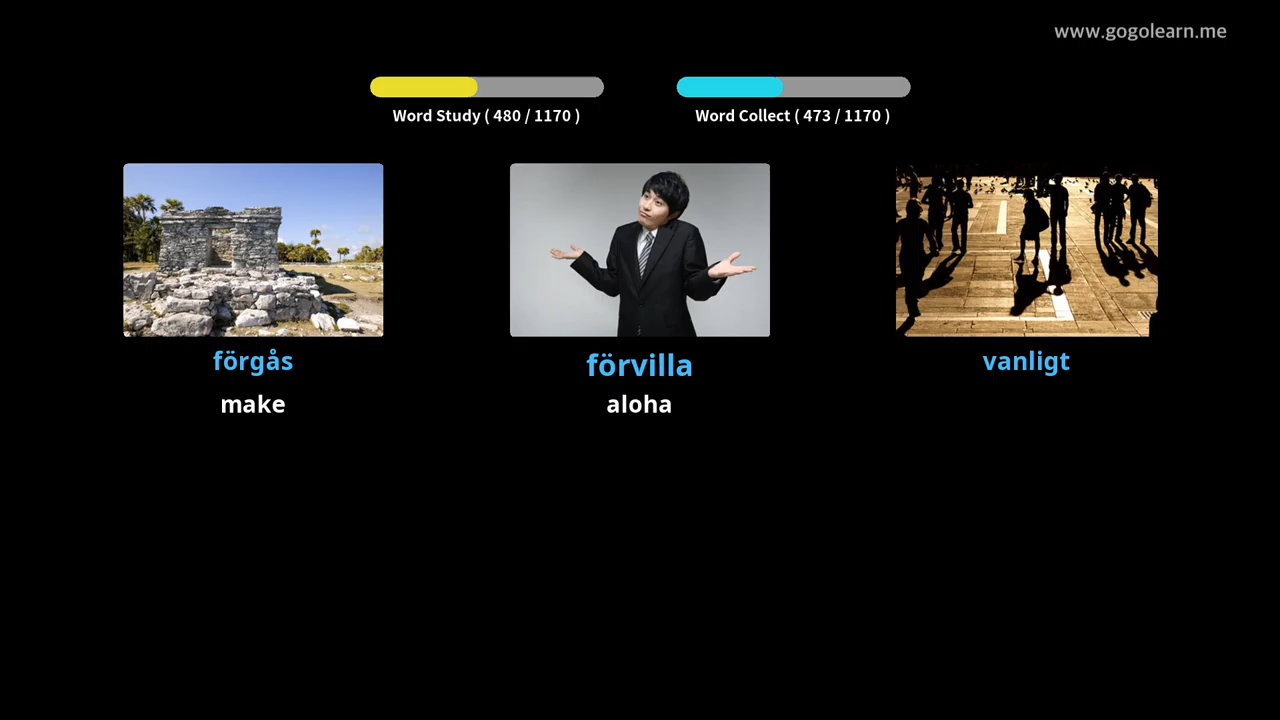 www.gogolearn.me
Word Study ( 480 / 1170 )
Word Collect ( 473 / 1170 )
förgås
förvilla
vanligt
make
aloha